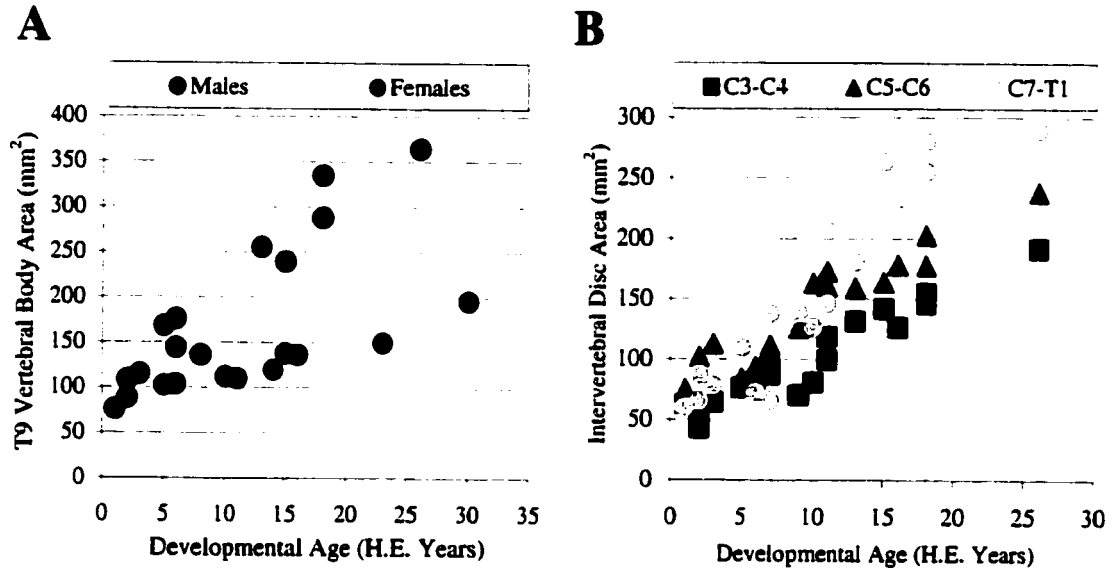 A
B
Males Females
C3-C4 C5-C6 C7-T1
T9 Vertebral Body Area (mm²)
400
350
300
250
200
150
100
50
0
0 5 10 15 20 25 30 35
Developmental Age (H.E. Years)
Intervertebral Disc Area (mm²)
300
250
200
150
100
50
0
0 5 10 15 20 25 30
Developmental Age (H.E. Years)